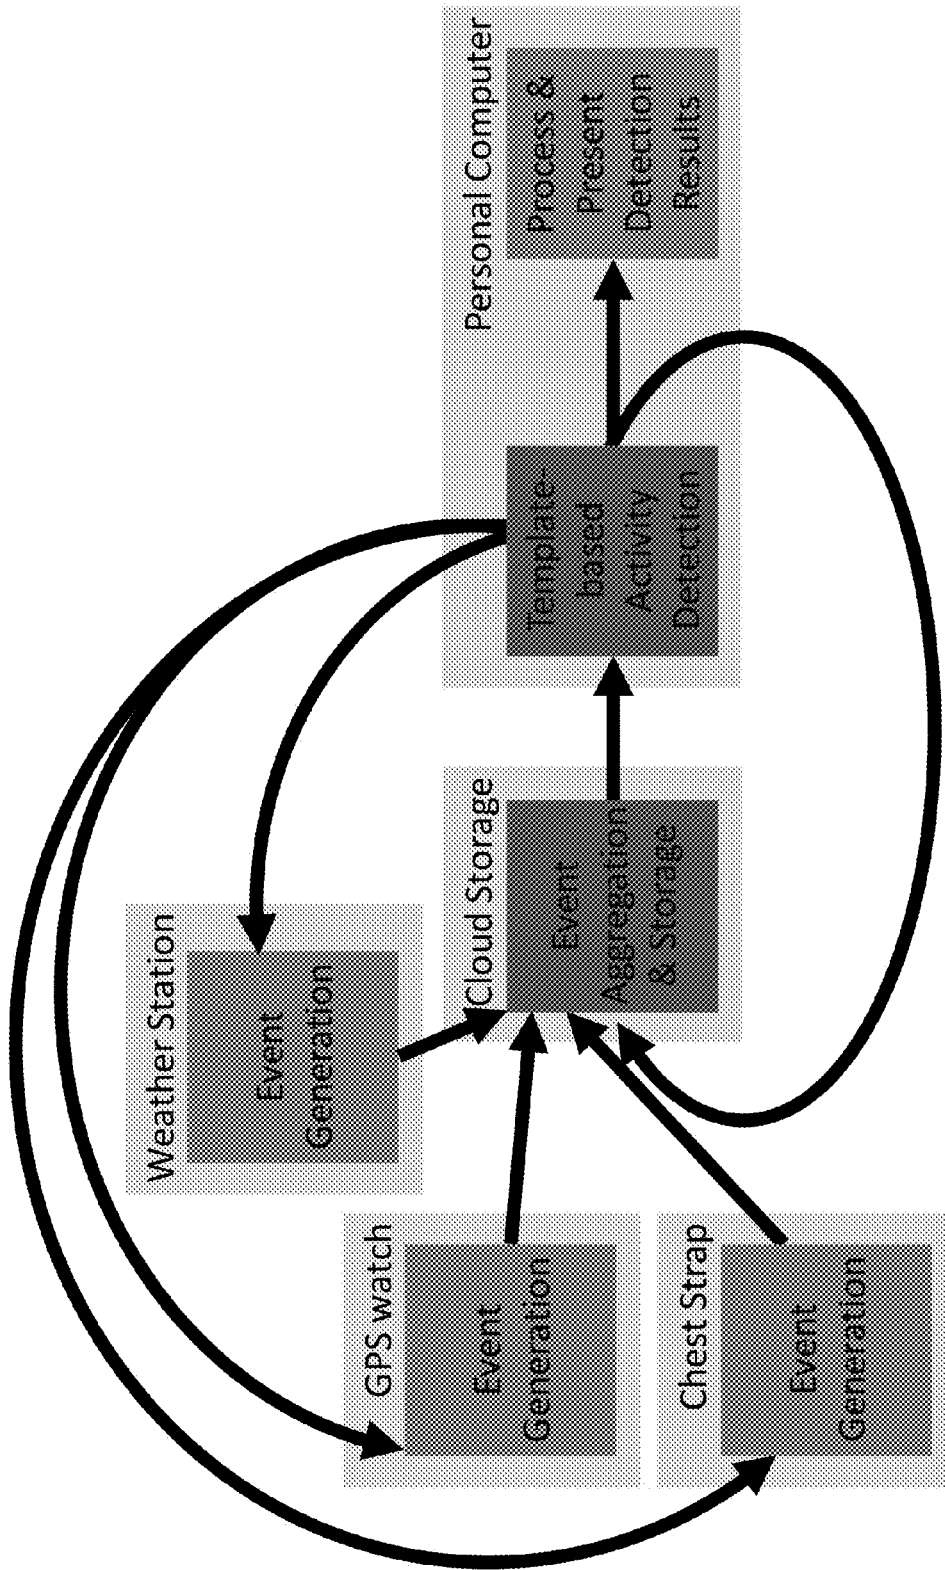 Weather Station
Event
Generation
GPS watch
Event
Generation
Chest Strap
Event
Generation
Cloud Storage
Event
Aggregation
& Storage
Personal Computer
Template-
based
Activity
Detection
Process &
Present
Detection
Results